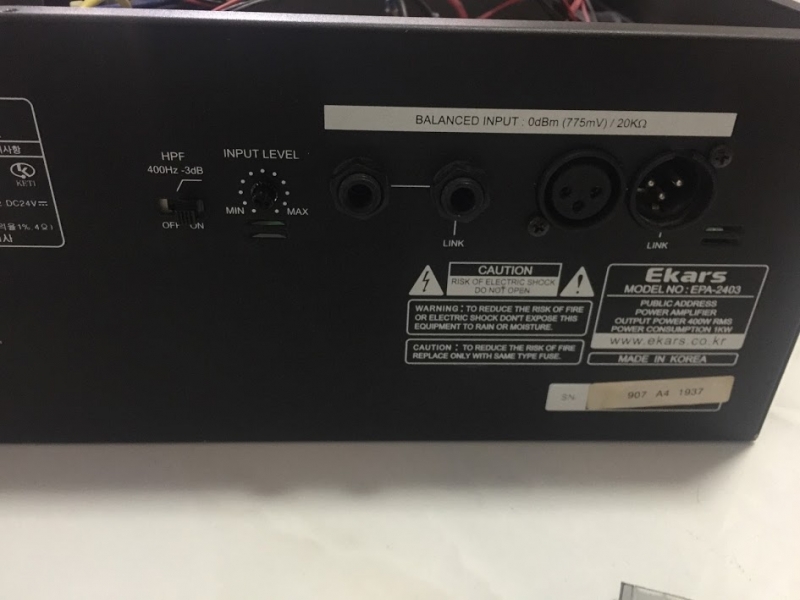 사항
KETI
DC24V
HPF
400Hz -3dB
OFF ON
INPUT LEVEL
MIN MAX
BALANCED INPUT : 0dBm (775mV) / 20KΩ
LINK
LINK
CAUTION
RISK OF ELECTRIC SHOCK
DO NOT OPEN
WARNING : TO REDUCE THE RISK OF FIRE
OR ELECTRIC SHOCK DON'T EXPOSE THIS
EQUIPMENT TO RAIN OR MOISTURE.
CAUTION : TO REDUCE THE RISK OF FIRE
REPLACE ONLY WITH SAME TYPE FUSE.
Ekars
MODEL NO : EPA-2403
PUBLIC ADDRESS
POWER AMPLIFIER
OUTPUT POWER 400W RMS
POWER CONSUMPTION 1KW
www.ekars.co.kr
MADE IN KOREA
SN. 907 A4 1937